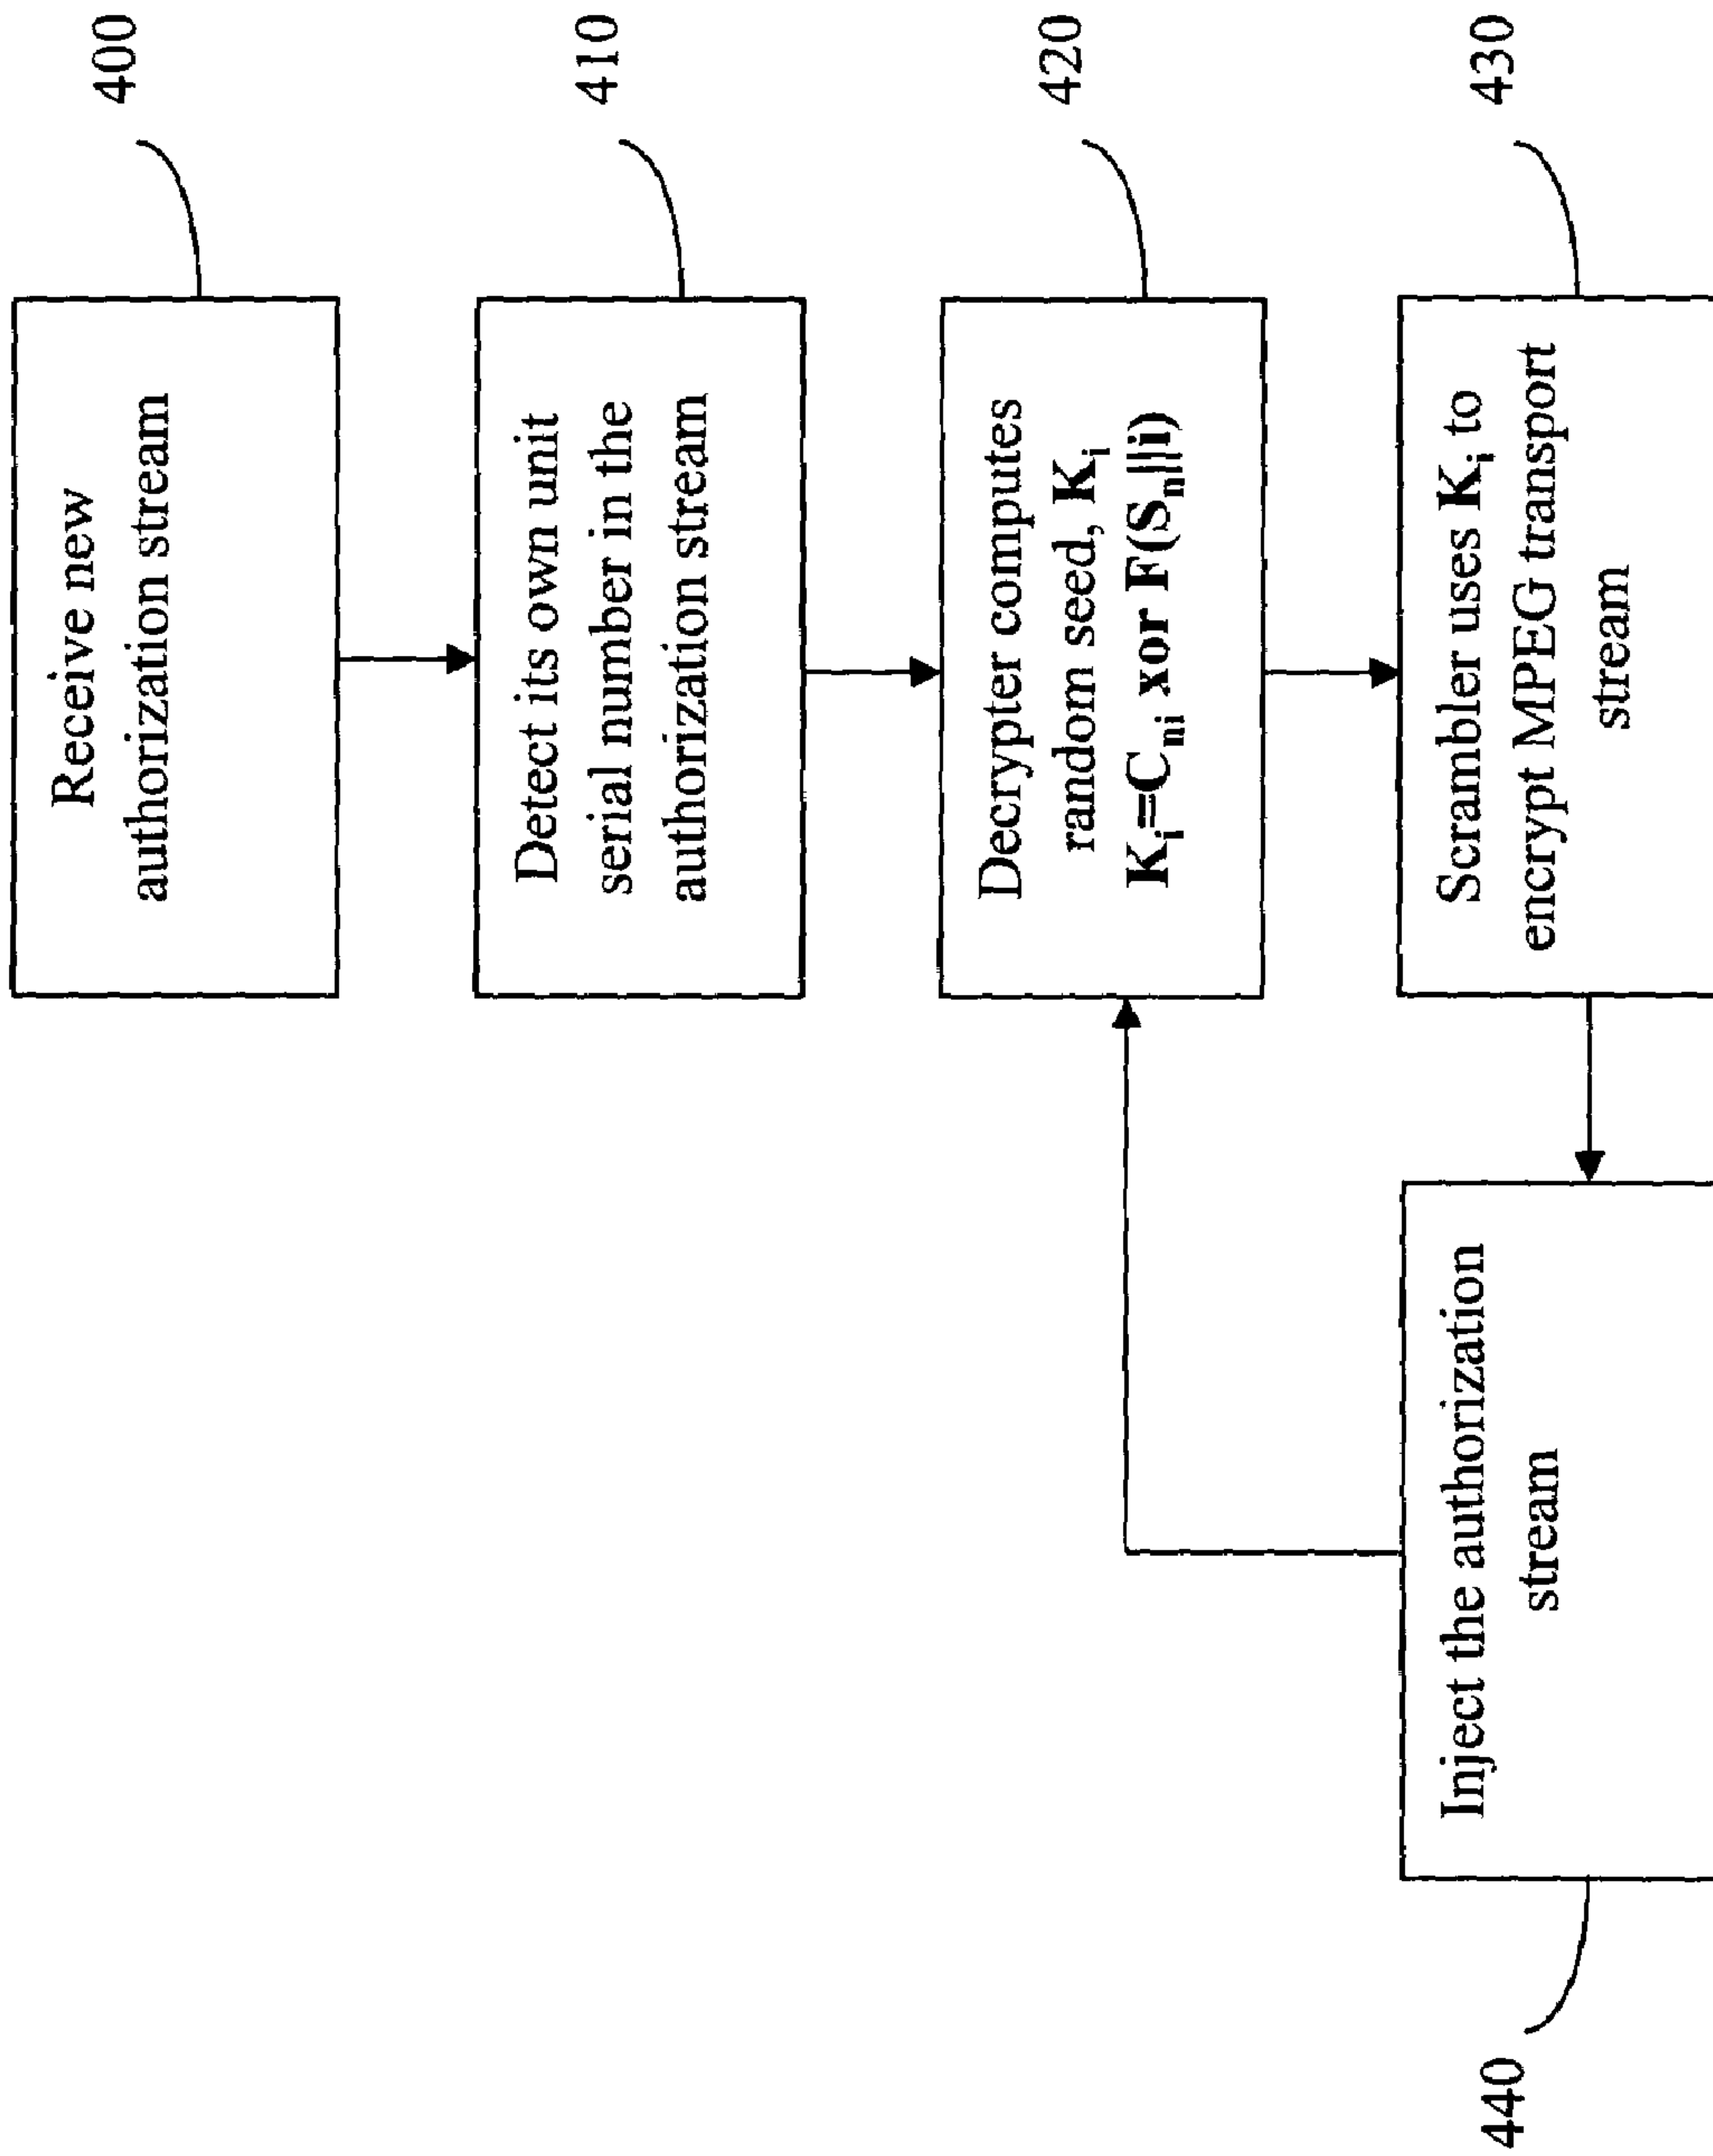 Receive new
authorization stream
400
Detect its own unit
serial number in the
authorization stream
410
Decrypter computes
random seed, Kᵢ
Kᵢ=Cₙᵢ xor F(Sₙ||i)
420
Scrambler uses Kᵢ to
encrypt MPEG transport
stream
430
Inject the authorization
stream
440